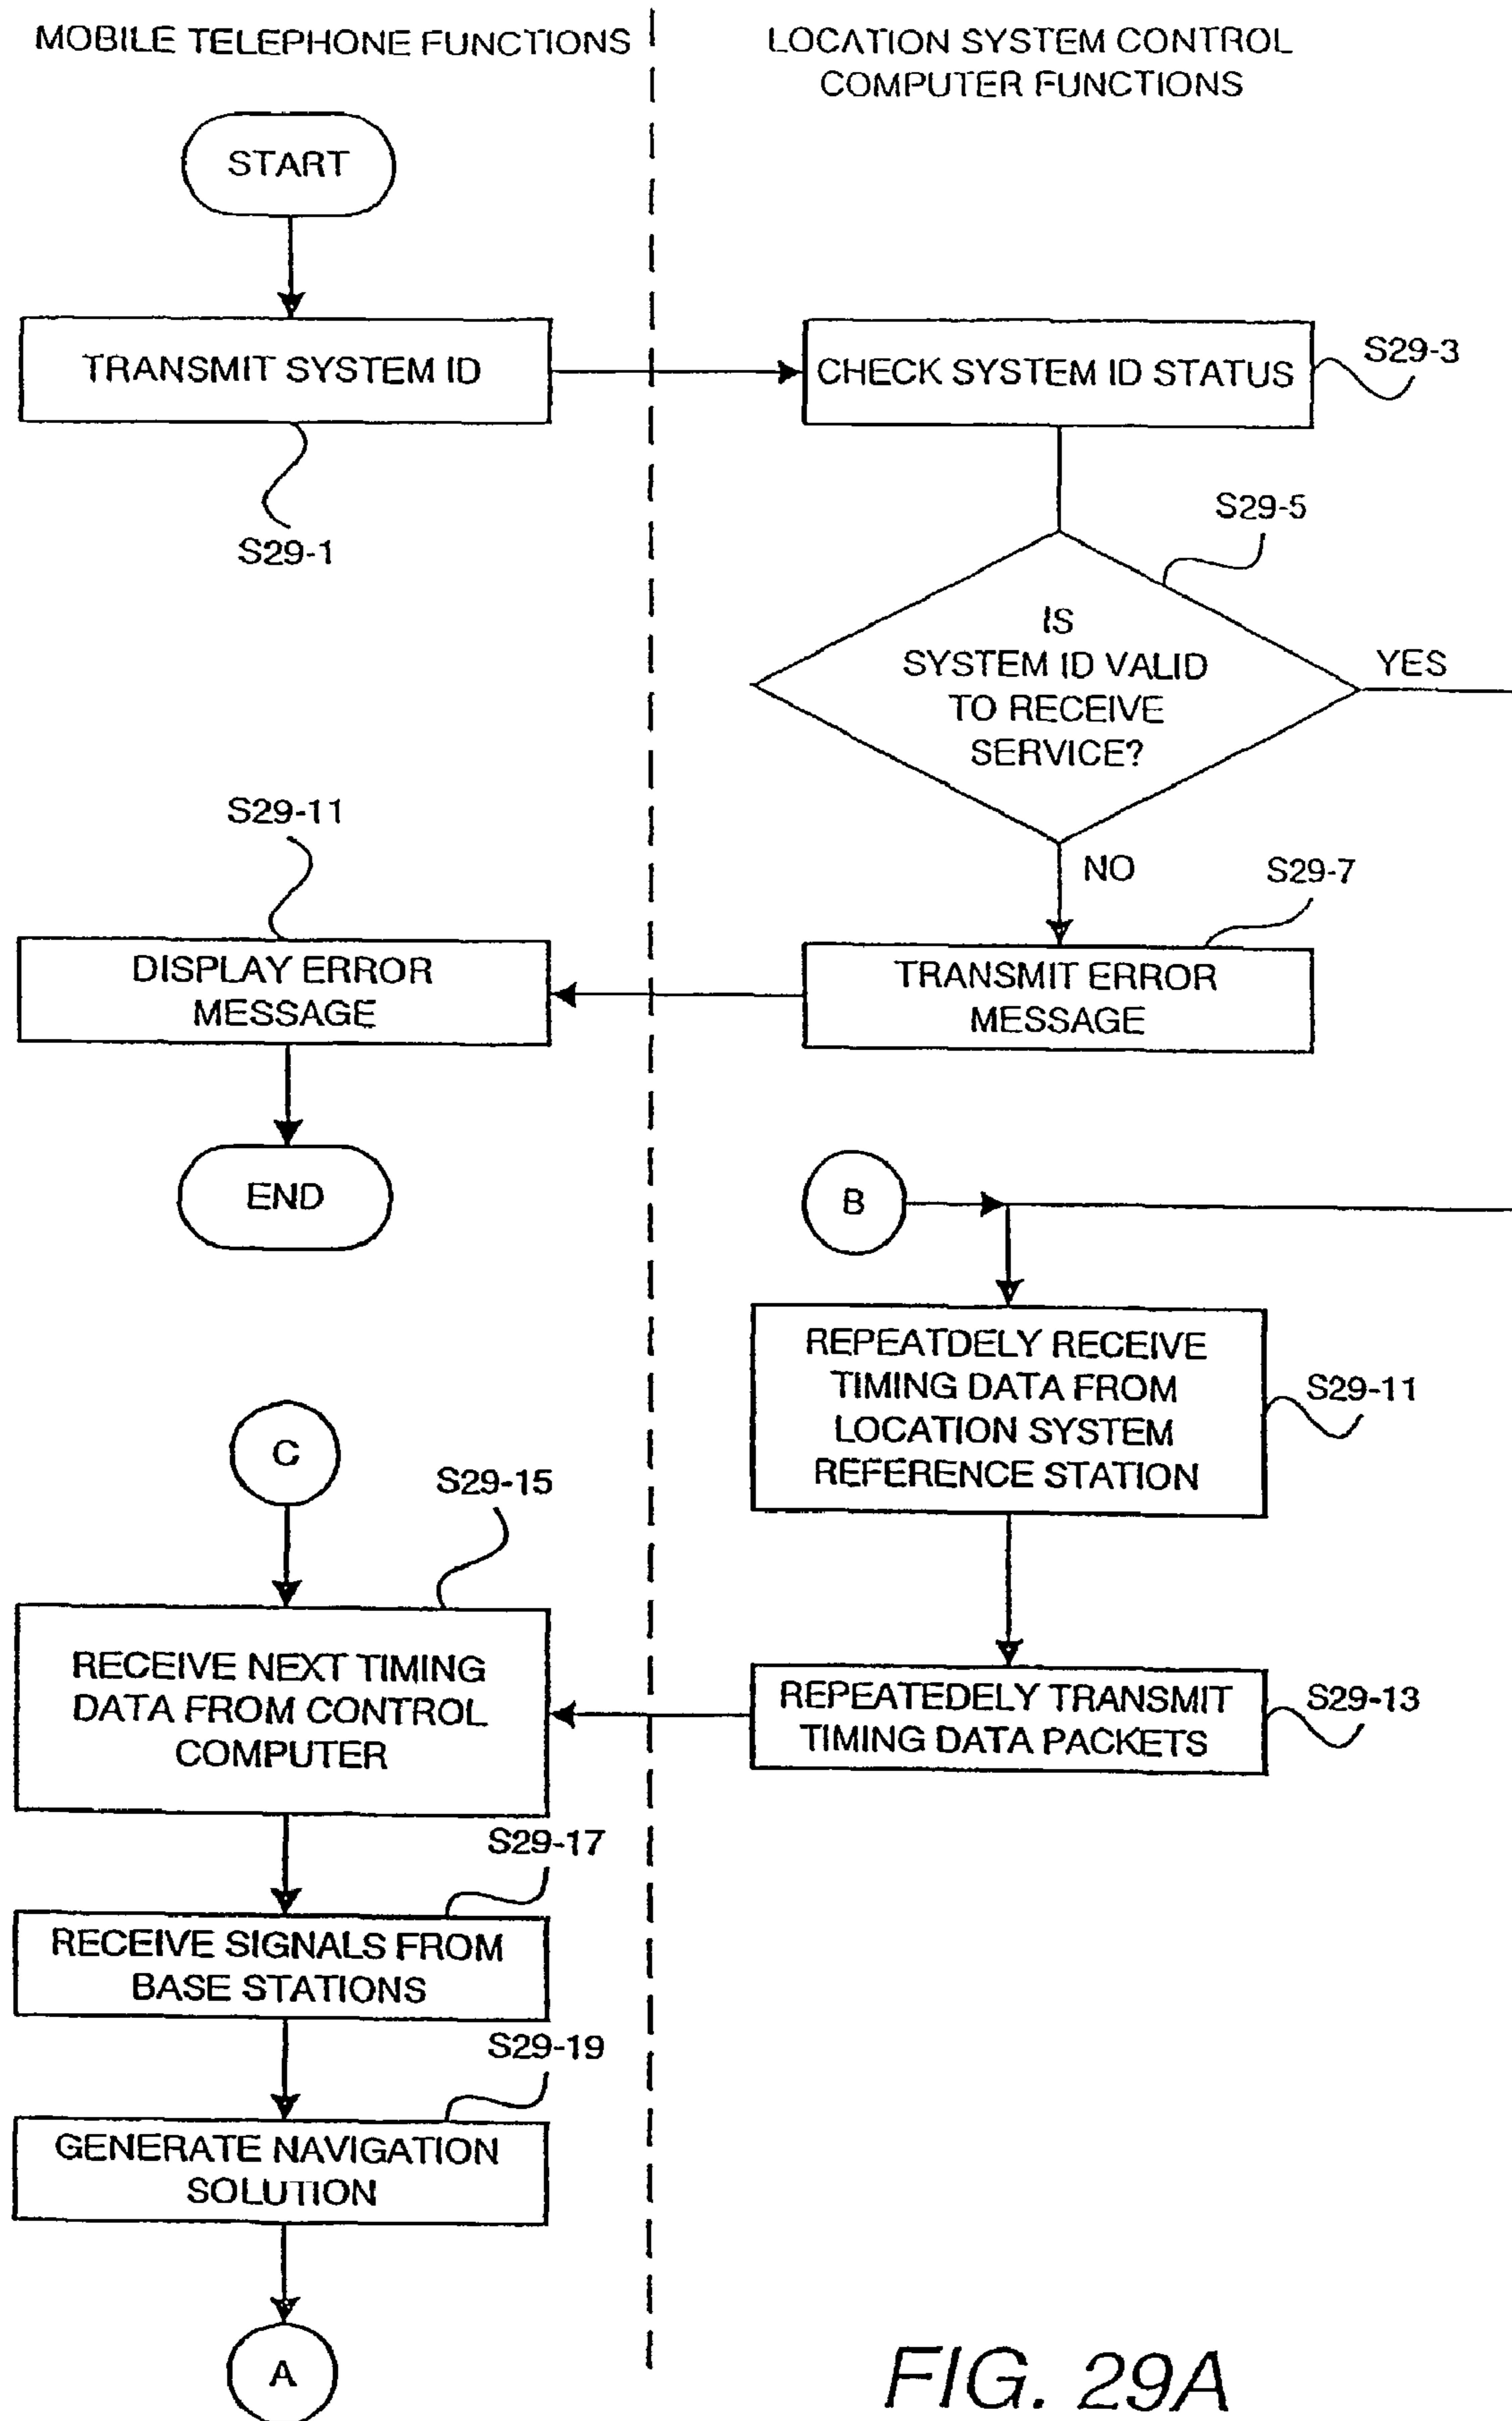 MOBILE TELEPHONE FUNCTIONS
LOCATION SYSTEM CONTROL
COMPUTER FUNCTIONS
START
TRANSMIT SYSTEM ID
S29-1
CHECK SYSTEM ID STATUS
S29-3
S29-5
IS
SYSTEM ID VALID
TO RECEIVE
SERVICE?
YES
NO
S29-7
TRANSMIT ERROR
MESSAGE
S29-11
DISPLAY ERROR
MESSAGE
END
B
REPEATDELY RECEIVE
TIMING DATA FROM
LOCATION SYSTEM
REFERENCE STATION
S29-11
C
S29-15
RECEIVE NEXT TIMING
DATA FROM CONTROL
COMPUTER
REPEATEDELY TRANSMIT
TIMING DATA PACKETS
S29-13
S29-17
RECEIVE SIGNALS FROM
BASE STATIONS
S29-19
GENERATE NAVIGATION
SOLUTION
A
FIG. 29A